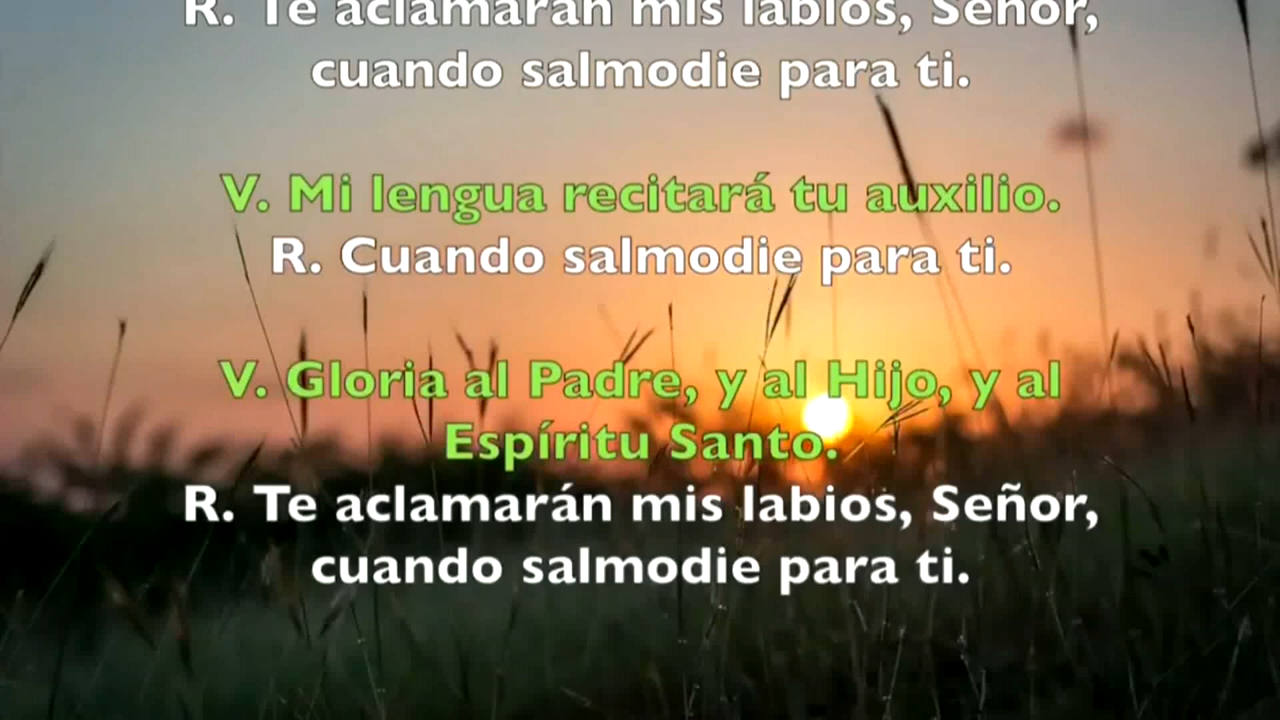 R. Te aclamarán mis labios, Señor,
cuando salmodie para ti.
V. Mi lengua recitará tu auxilio.
R. Cuando salmodie para ti.
V. Gloria al Padre, y al Hijo, y al
Espíritu Santo.
R. Te aclamarán mis labios, Señor,
cuando salmodie para ti.